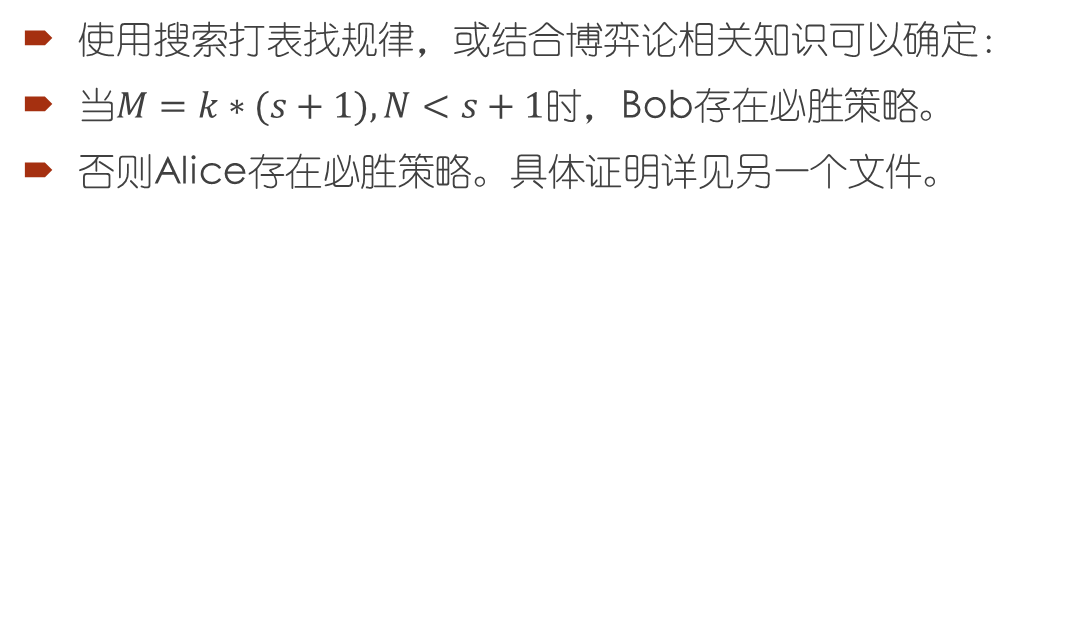 使用搜索打表找规律，或结合博弈论相关知识可以确定：
当M = k * (s + 1), N < s + 1时，Bob存在必胜策略。
否则Alice存在必胜策略。具体证明详见另一个文件。